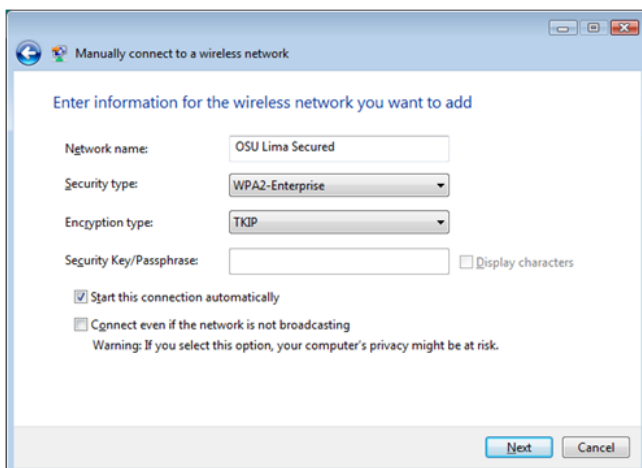 Manually connect to a wireless network
Enter information for the wireless network you want to add
Network name: OSU Lima Secured
Security type: WPA2-Enterprise
Encryption type: TKIP
Security Key/Passphrase: Display characters
Start this connection automatically
Connect even if the network is not broadcasting
Warning: If you select this option, your computer's privacy might be at risk.
Next Cancel